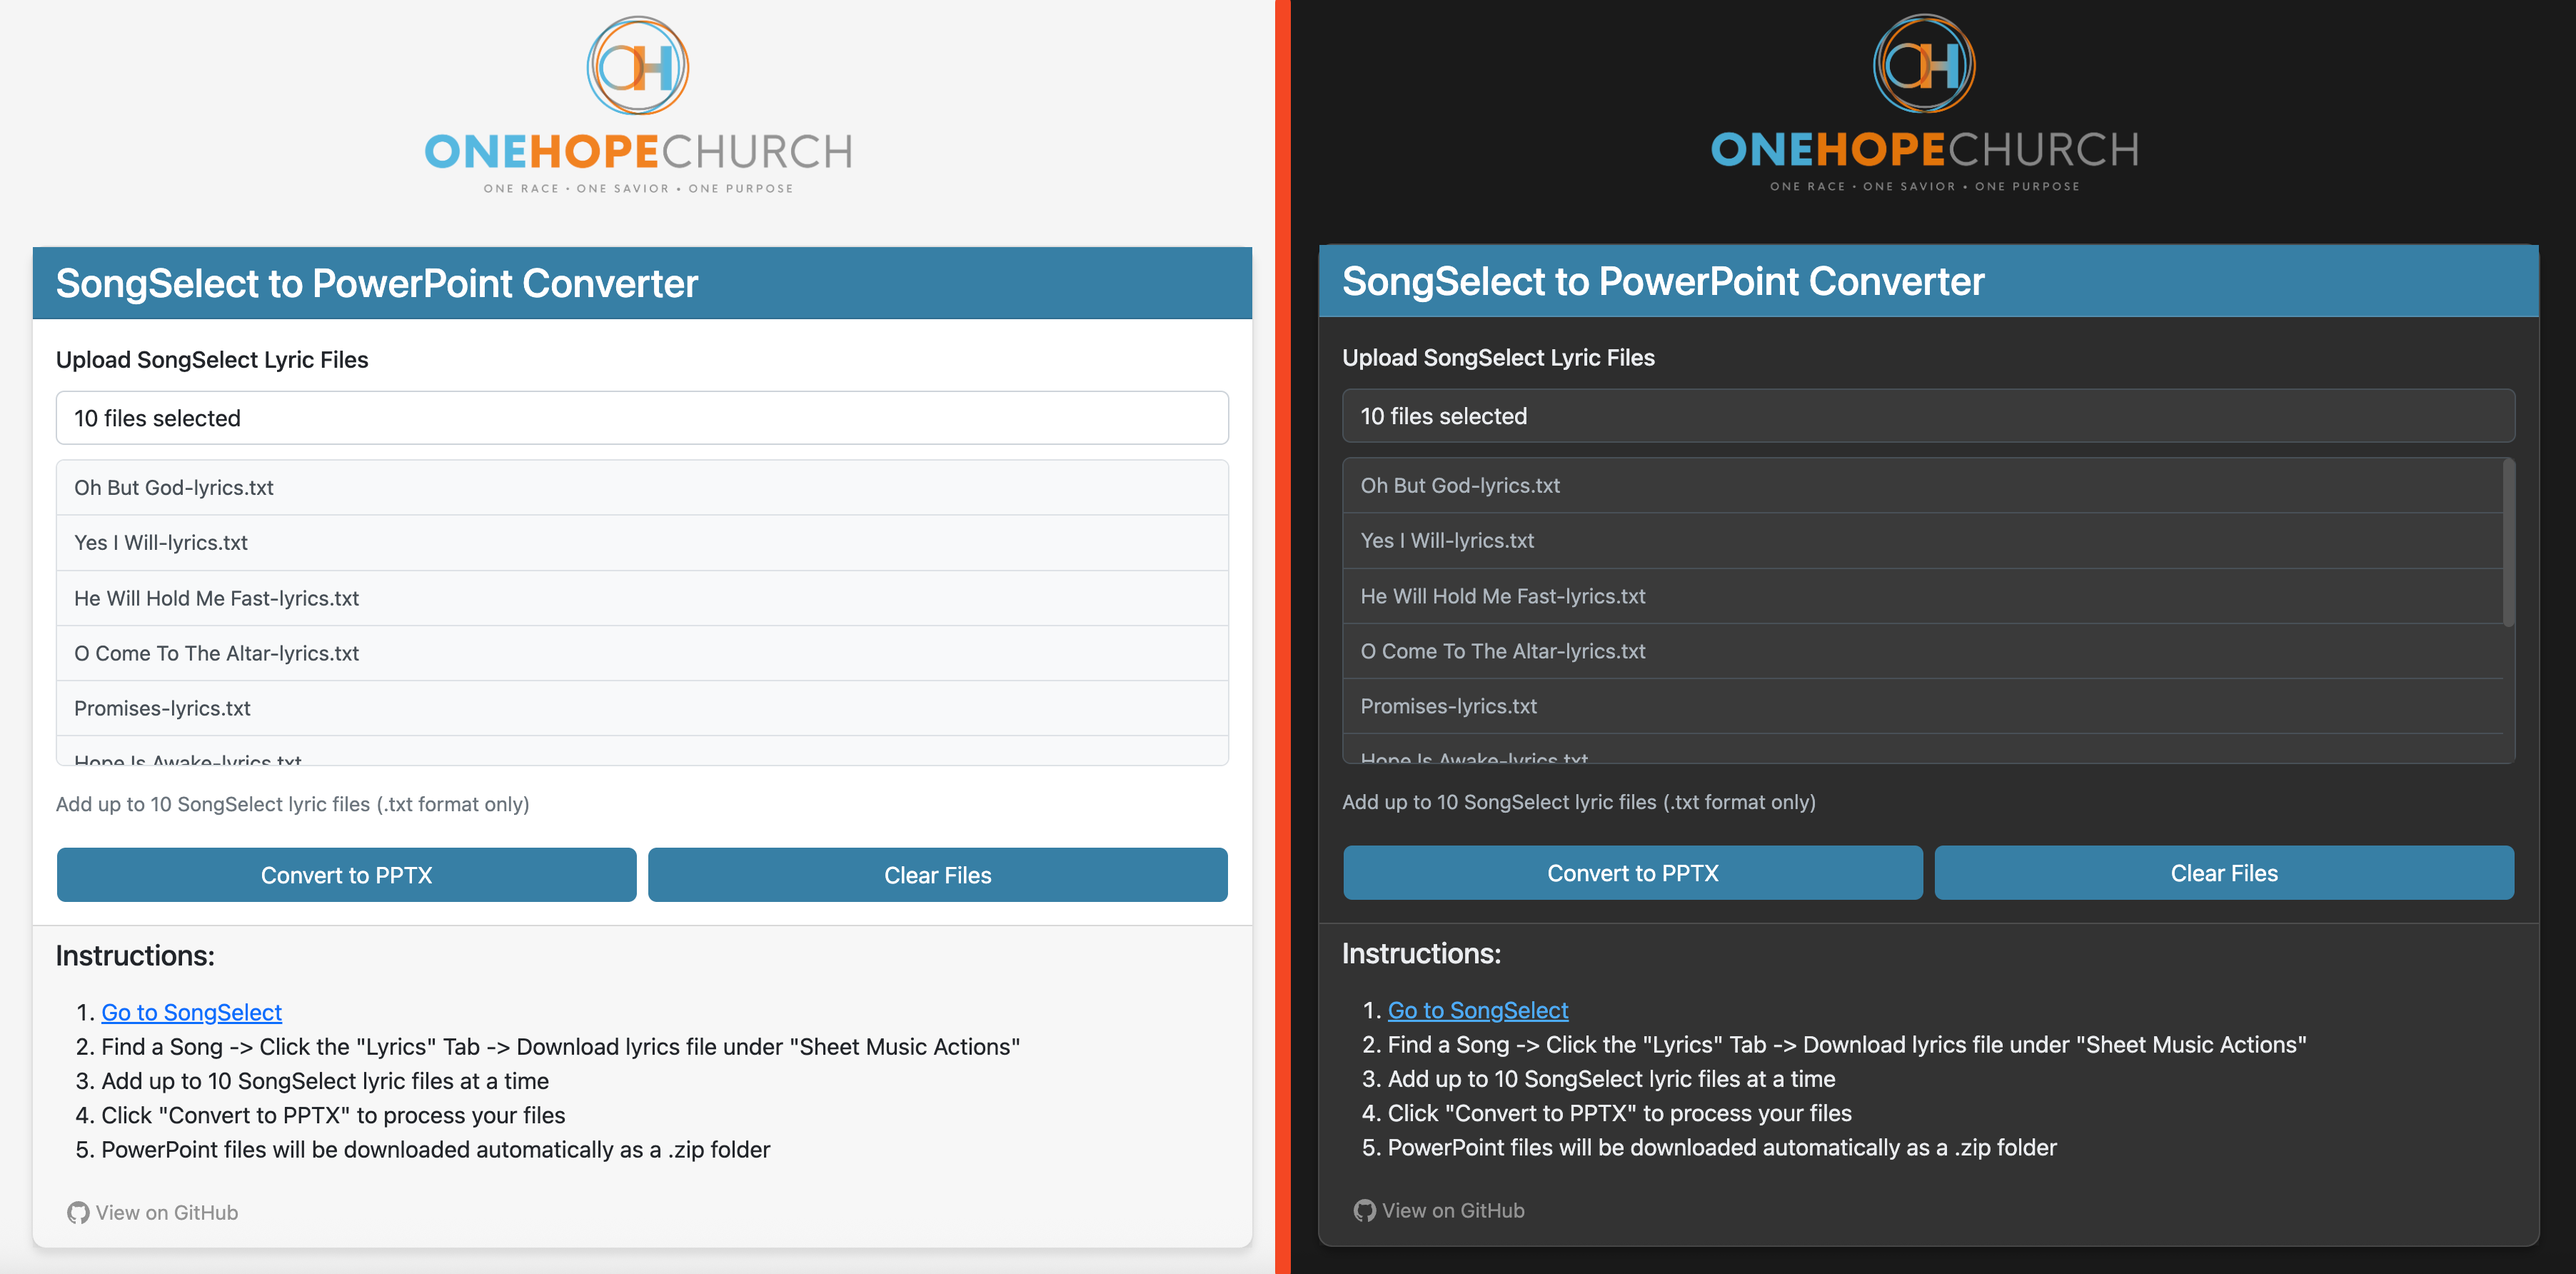 OH
ONEHOPECHURCH
ONE RACE • ONE SAVIOR • ONE PURPOSE
SongSelect to PowerPoint Converter
Upload SongSelect Lyric Files
10 files selected
Oh But God-lyrics.txt
Yes I Will-lyrics.txt
He Will Hold Me Fast-lyrics.txt
O Come To The Altar-lyrics.txt
Promises-lyrics.txt
Hope Is Awake-lyrics.txt
Add up to 10 SongSelect lyric files (.txt format only)
Convert to PPTX
Clear Files
Instructions:
1. Go to SongSelect
2. Find a Song -> Click the "Lyrics" Tab -> Download lyrics file under "Sheet Music Actions"
3. Add up to 10 SongSelect lyric files at a time
4. Click "Convert to PPTX" to process your files
5. PowerPoint files will be downloaded automatically as a .zip folder
View on GitHub
OH
ONEHOPECHURCH
ONE RACE • ONE SAVIOR • ONE PURPOSE
SongSelect to PowerPoint Converter
Upload SongSelect Lyric Files
10 files selected
Oh But God-lyrics.txt
Yes I Will-lyrics.txt
He Will Hold Me Fast-lyrics.txt
O Come To The Altar-lyrics.txt
Promises-lyrics.txt
Hope Is Awake-lyrics.txt
Add up to 10 SongSelect lyric files (.txt format only)
Convert to PPTX
Clear Files
Instructions:
1. Go to SongSelect
2. Find a Song -> Click the "Lyrics" Tab -> Download lyrics file under "Sheet Music Actions"
3. Add up to 10 SongSelect lyric files at a time
4. Click "Convert to PPTX" to process your files
5. PowerPoint files will be downloaded automatically as a .zip folder
View on GitHub